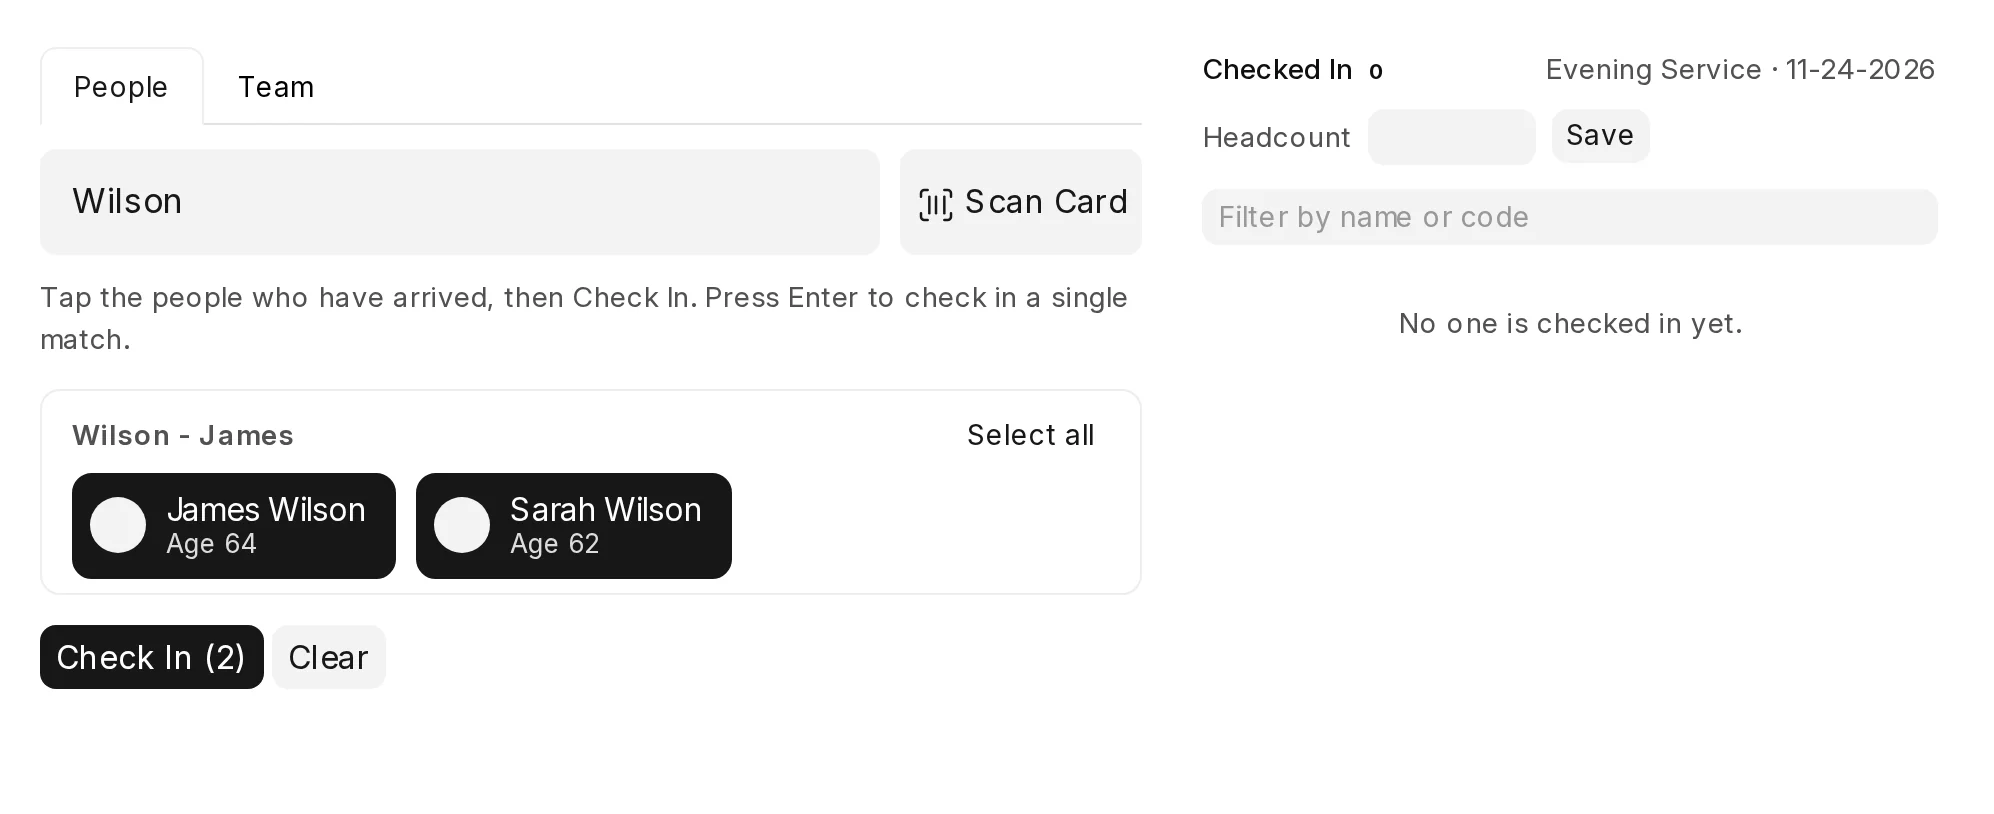 People
Team
Wilson
Scan Card
Tap the people who have arrived, then Check In. Press Enter to check in a single
match.
Wilson - James
Select all
James Wilson
Age 64
Sarah Wilson
Age 62
Check In (2)
Clear
Checked In 0
Evening Service · 11-24-2026
Headcount
Save
Filter by name or code
No one is checked in yet.